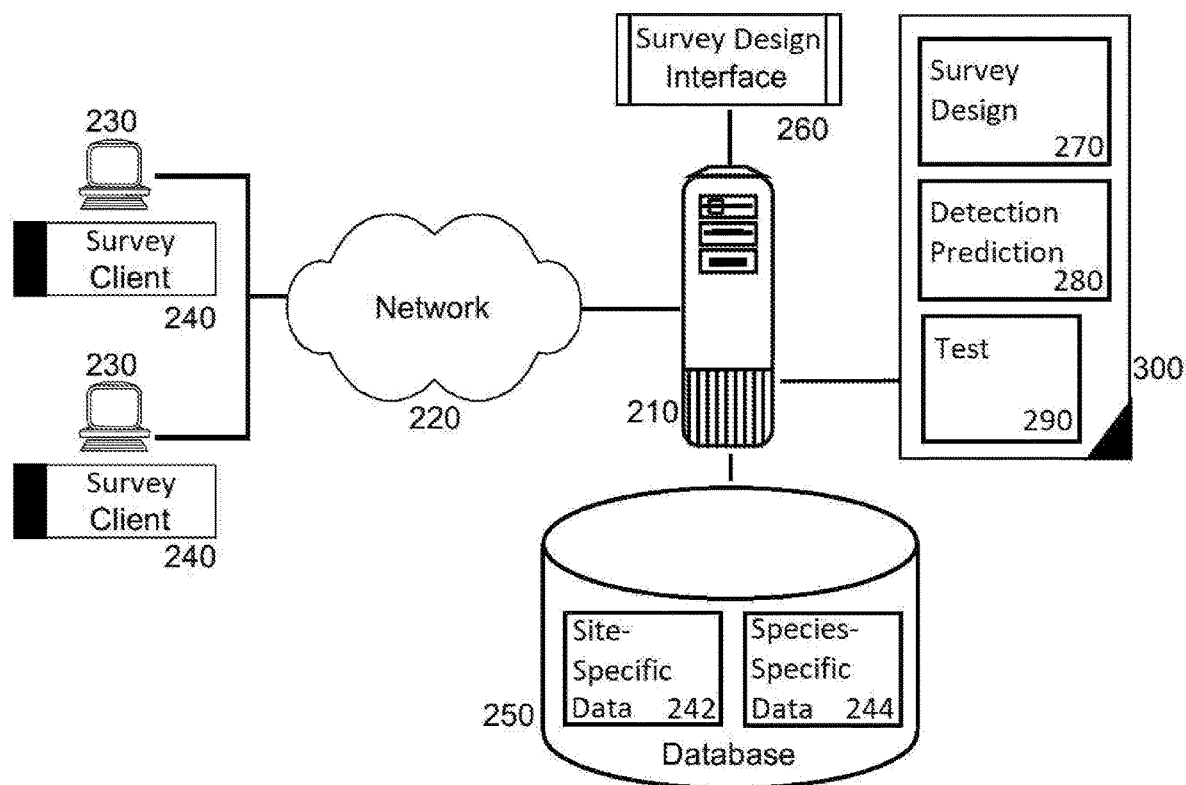 Survey Design
Interface
260
230
Survey
Client
240
230
Survey
Client
240
Network
220
210
Survey
Design
270
Detection
Prediction
280
Test
290
300
Site-
Specific
Data 242
Species-
Specific
Data 244
250
Database